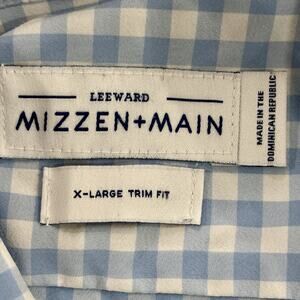 LEEWARD
MIZZEN+MAIN
MADE IN THE
DOMINICAN REPUBLIC
X-LARGE TRIM FIT